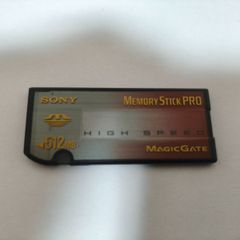 SONY
MEMORY STICK PRO
HIGH SPEED
512MB
MAGICGATE